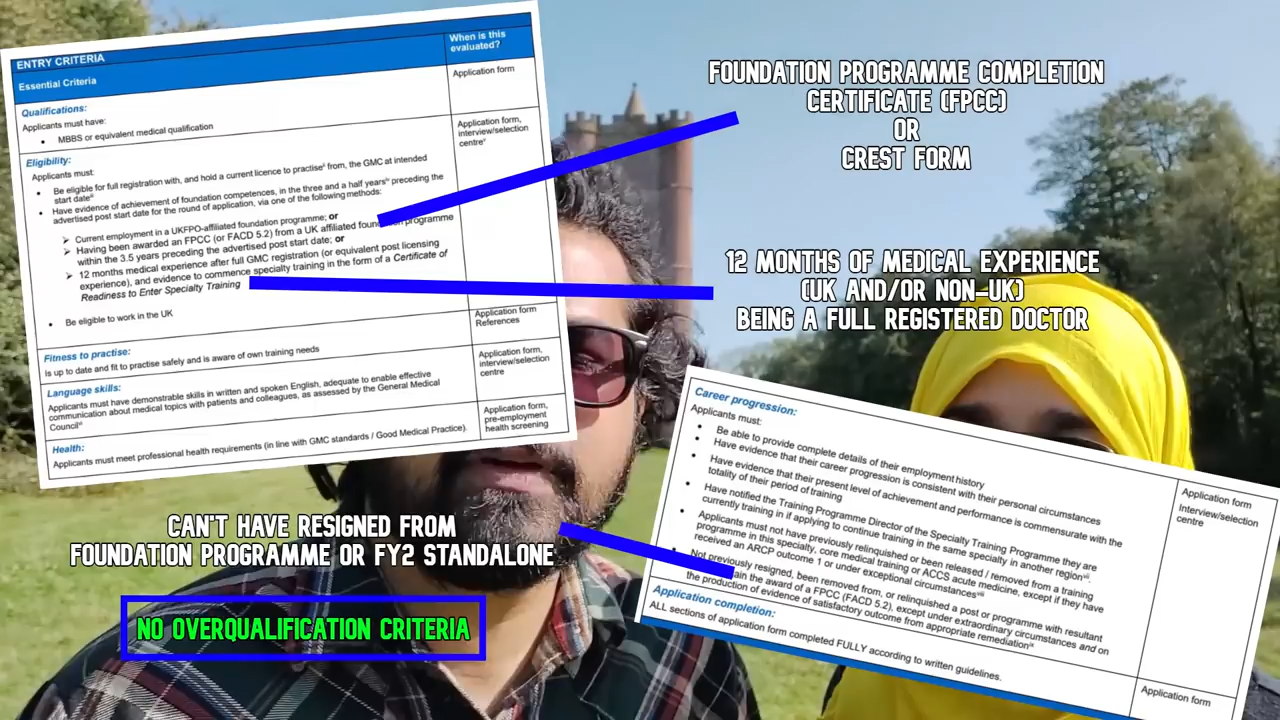 ENTRY CRITERIA
When is this
evaluated?
Essential Criteria
Qualifications:
Applicants must have:
• MBBS or equivalent medical qualification
Application form
Eligibility:
Applicants must:
• Be eligible for full registration with, and hold a current licence to practise from, the GMC at intended
start date
• Have evidence of achievement of foundation competences, in the three and a half years preceding the
advertised post start date for the round of application, via one of the following methods:
➢ Current employment in a UKFPO-affiliated foundation programme; or
➢ Having been awarded an FPCC (or FACD 5.2) from a UK affiliated foundation programme
within the 3.5 years preceding the advertised post start date; or
➢ 12 months medical experience after full GMC registration (or equivalent post licensing
experience), and evidence to commence specialty training in the form of a Certificate of
Readiness to Enter Specialty Training
• Be eligible to work in the UK
Application form,
interview/selection
centre
Fitness to practise:
Is up to date and fit to practise safely and is aware of own training needs
Application form
References
Language skills:
Applicants must have demonstrable skills in written and spoken English, adequate to enable effective
communication about medical topics with patients and colleagues, as assessed by the General Medical
Council
Application form,
interview/selection
centre
Health:
Applicants must meet professional health requirements (in line with GMC standards / Good Medical Practice).
Application form,
pre-employment
health screening
FOUNDATION PROGRAMME COMPLETION
CERTIFICATE (FPCC)
OR
CREST FORM
12 MONTHS OF MEDICAL EXPERIENCE
(UK AND/OR NON-UK)
BEING A FULL REGISTERED DOCTOR
Career progression:
Applicants must:
• Be able to provide complete details of their employment history
• Have evidence that their career progression is consistent with their personal circumstances
• Have evidence that their present level of achievement and performance is commensurate with the
totality of their period of training
• Have notified the Training Programme Director of the Specialty Training Programme they are
currently training in if applying to continue training in the same specialty in another region
• Applicants must not have previously relinquished or been released / removed from a training
programme in this specialty, core medical training or ACCS acute medicine, except if they have
received an ARCP outcome 1 or under exceptional circumstances
• Not previously resigned, been removed from, or relinquished a post or programme with resultant
the award of a FPCC (FACD 5.2), except under extraordinary circumstances and on
the production of evidence of satisfactory outcome from appropriate remediation
Application form
Interview/selection
centre
Application completion:
ALL sections of application form completed FULLY according to written guidelines.
Application form
CAN'T HAVE RESIGNED FROM
FOUNDATION PROGRAMME OR FY2 STANDALONE
NO OVERQUALIFICATION CRITERIA